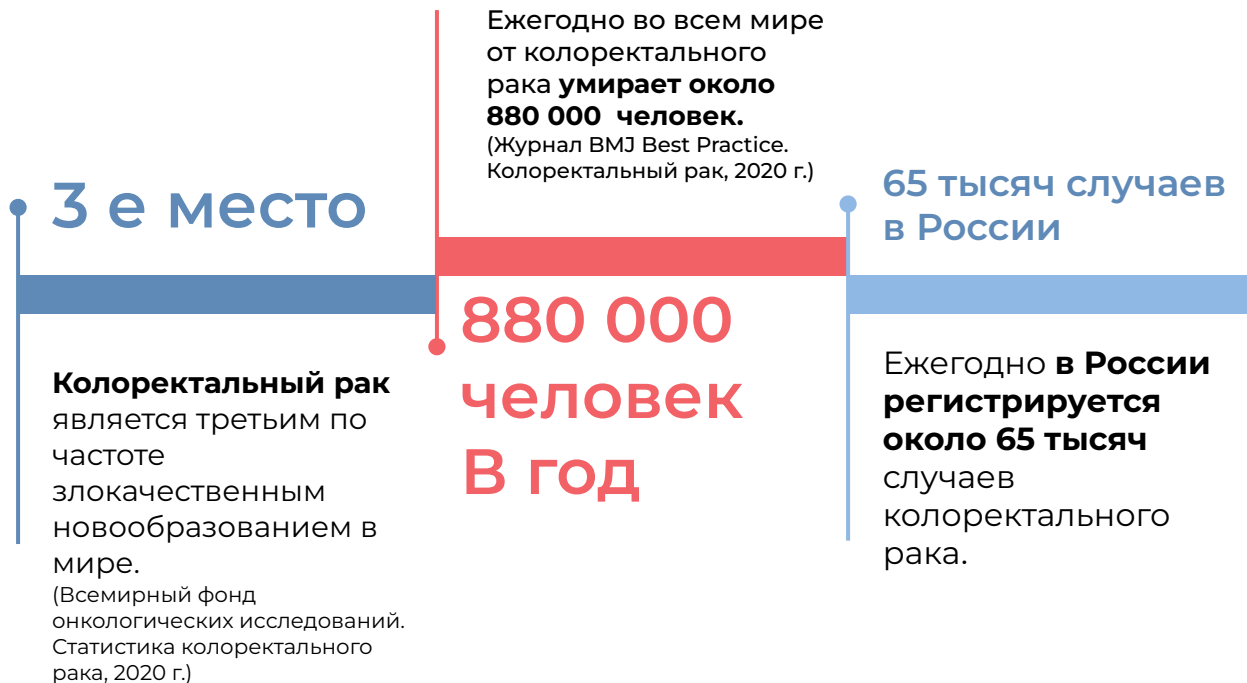 3 е место
Колоректальный рак
является третьим по
частоте
злокачественным
новообразованием в
мире.
(Всемирный фонд
онкологических исследований.
Статистика колоректального
рака, 2020 г.)
Ежегодно во всем мире
от колоректального
рака умирает около
880 000 человек.
(Журнал BMJ Best Practice.
Колоректальный рак, 2020 г.)
880 000
человек
В год
65 тысяч случаев
в России
Ежегодно в России
регистрируется
около 65 тысяч
случаев
колоректального
рака.